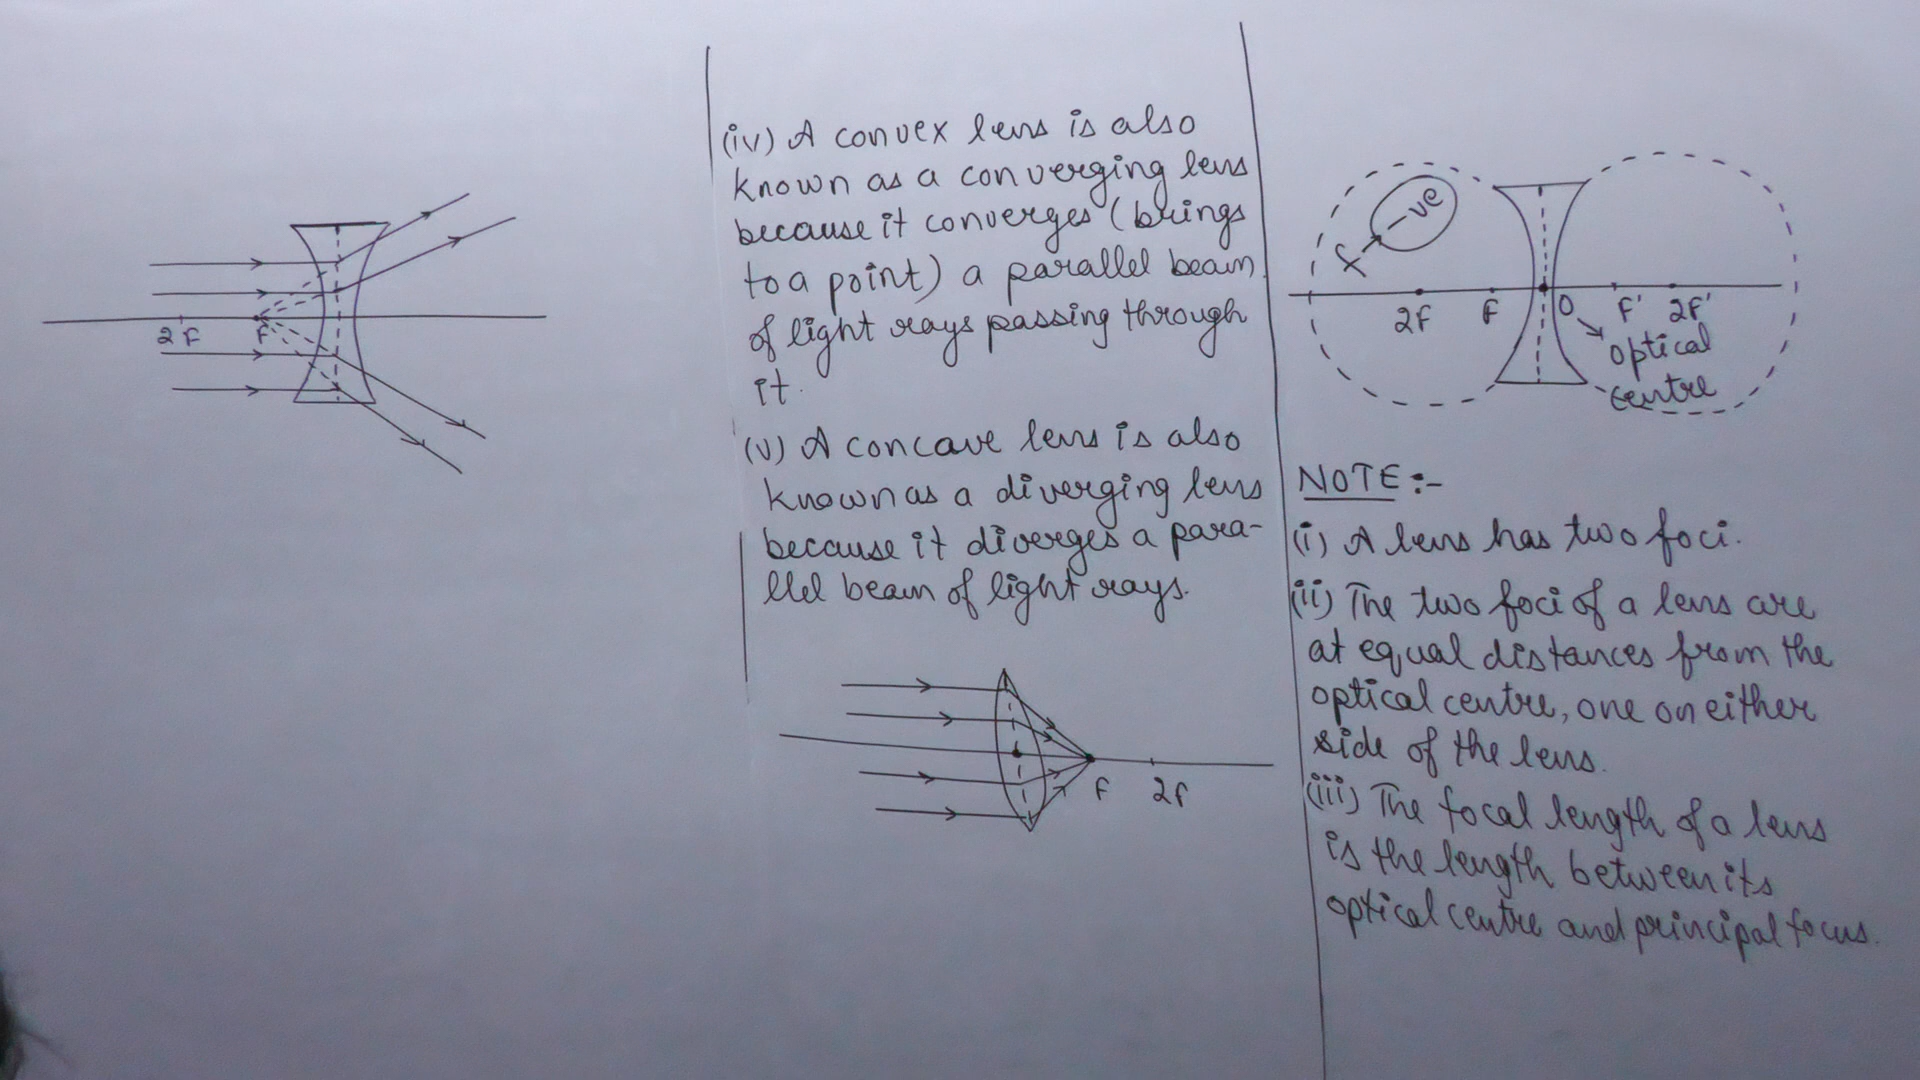 2F F
(iv) A convex lens is also
known as a converging lens
because it converges (brings
to a point) a parallel beam
of light rays passing through
it.
(v) A concave lens is also
known as a diverging lens
because it diverges a para-
llel beam of light rays.
F 2F
f → -ve
2F F O F' 2F'
optical
centre
NOTE :-
(i) A lens has two foci.
(ii) The two foci of a lens are
at equal distances from the
optical centre, one on either
side of the lens.
(iii) The focal length of a lens
is the length between its
optical centre and principal focus.